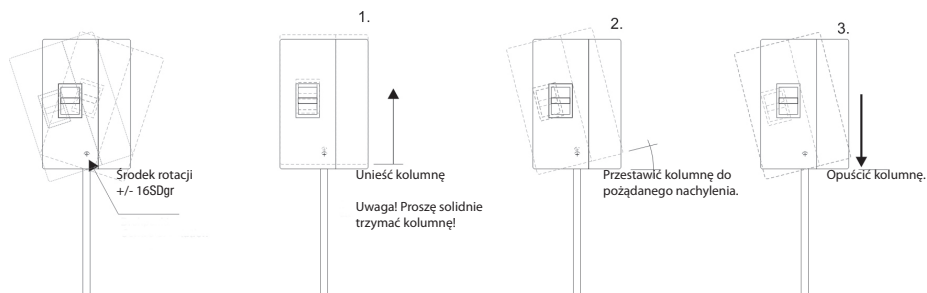 Środek rotacji
+/- 16SDgr
1.
Unieść kolumnę
Uwaga! Proszę solidnie
trzymać kolumnę!
2.
Przestawić kolumnę do
pożądanego nachylenia.
3.
Opuścić kolumnę.